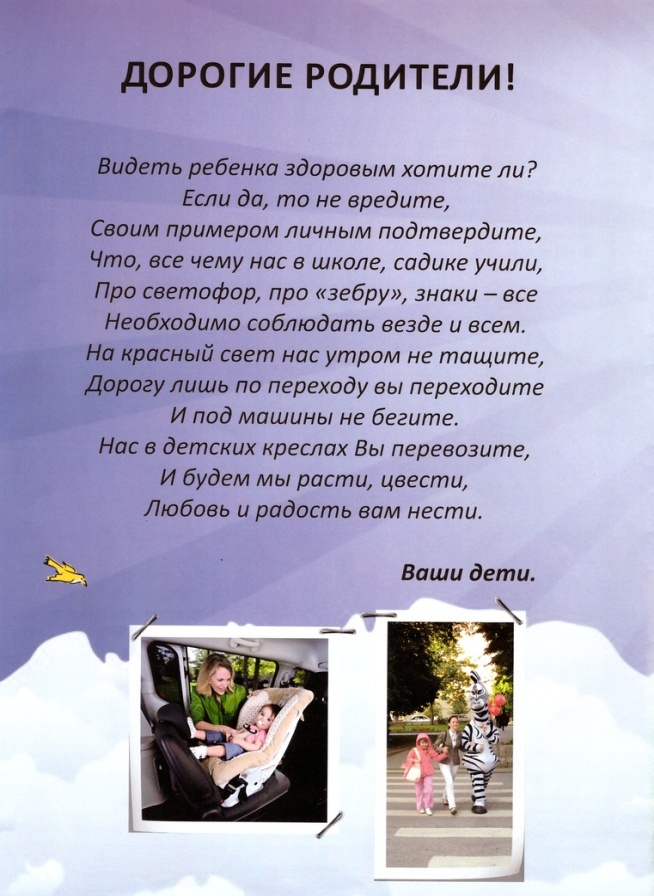 ДОРОГИЕ РОДИТЕЛИ!
Видеть ребенка здоровым хотите ли?
Если да, то не вредите,
Своим примером личным подтвердите,
Что, все чему нас в школе, садике учили,
Про светофор, про «зебру», знаки – все
Необходимо соблюдать везде и всем.
На красный свет нас утром не тащите,
Дорогу лишь по переходу вы переходите
И под машины не бегите.
Нас в детских креслах Вы перевозите,
И будем мы расти, цвести,
Любовь и радость вам нести.
Ваши дети.